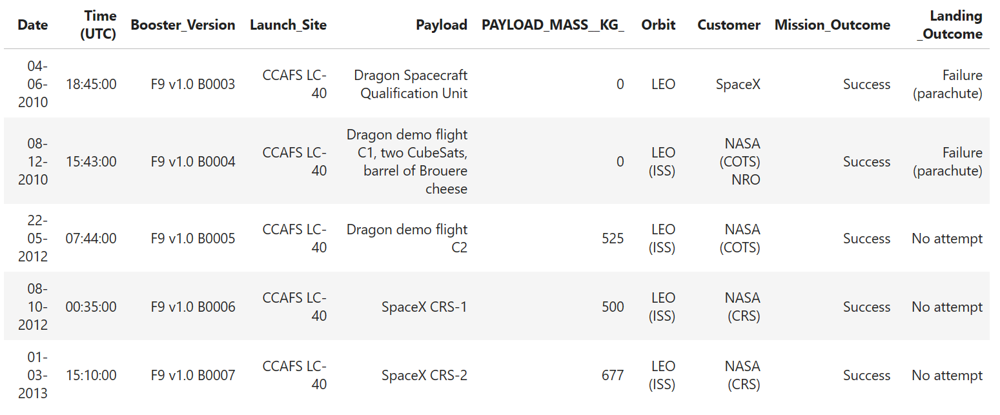 Date Time (UTC) Booster_Version Launch_Site Payload PAYLOAD_MASS__KG_ Orbit Customer Mission_Outcome Landing _Outcome
04-06-2010 18:45:00 F9 v1.0 B0003 CCAFS LC-40 Dragon Spacecraft Qualification Unit 0 LEO SpaceX Success Failure (parachute)
08-12-2010 15:43:00 F9 v1.0 B0004 CCAFS LC-40 Dragon demo flight C1, two CubeSats, barrel of Brouere cheese 0 LEO (ISS) NASA (COTS) NRO Success Failure (parachute)
22-05-2012 07:44:00 F9 v1.0 B0005 CCAFS LC-40 Dragon demo flight C2 525 LEO (ISS) NASA (COTS) Success No attempt
08-10-2012 00:35:00 F9 v1.0 B0006 CCAFS LC-40 SpaceX CRS-1 500 LEO (ISS) NASA (CRS) Success No attempt
01-03-2013 15:10:00 F9 v1.0 B0007 CCAFS LC-40 SpaceX CRS-2 677 LEO (ISS) NASA (CRS) Success No attempt